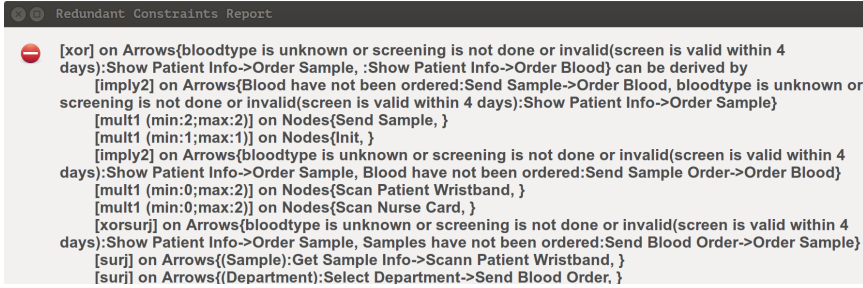 Redundant Constraints Report
[xor] on Arrows{bloodtype is unknown or screening is not done or invalid(screen is valid within 4
days):Show Patient Info->Order Sample, :Show Patient Info->Order Blood} can be derived by
[imply2] on Arrows{Blood have not been ordered:Send Sample->Order Blood, bloodtype is unknown or
screening is not done or invalid(screen is valid within 4 days):Show Patient Info->Order Sample}
[mult1 (min:2;max:2)] on Nodes{Send Sample, }
[mult1 (min:1;max:1)] on Nodes{Init, }
[imply2] on Arrows{bloodtype is unknown or screening is not done or invalid(screen is valid within 4
days):Show Patient Info->Order Sample, Blood have not been ordered:Send Sample Order->Order Blood}
[mult1 (min:0;max:2)] on Nodes{Scan Patient Wristband, }
[mult1 (min:0;max:2)] on Nodes{Scan Nurse Card, }
[xorsurj] on Arrows{bloodtype is unknown or screening is not done or invalid(screen is valid within 4
days):Show Patient Info->Order Sample, Samples have not been ordered:Send Blood Order->Order Sample}
[surj] on Arrows{(Sample):Get Sample Info->Scann Patient Wristband, }
[surj] on Arrows{(Department):Select Department->Send Blood Order, }